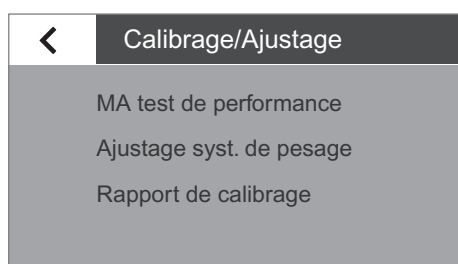 Calibrage/Ajustage
MA test de performance
Ajustage syst. de pesage
Rapport de calibrage